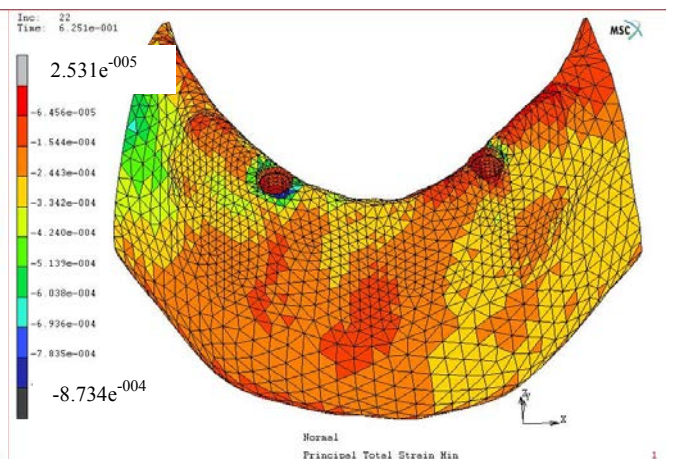 Inc: 22
Time: 6.251e-001
MSC
2.531e-005
-6.456e-005
-1.544e-004
-2.443e-004
-3.342e-004
-4.240e-004
-5.139e-004
-6.038e-004
-6.936e-004
-7.835e-004
-8.734e-004
Y
Z
X
Normal
Principal Total Strain Min
1